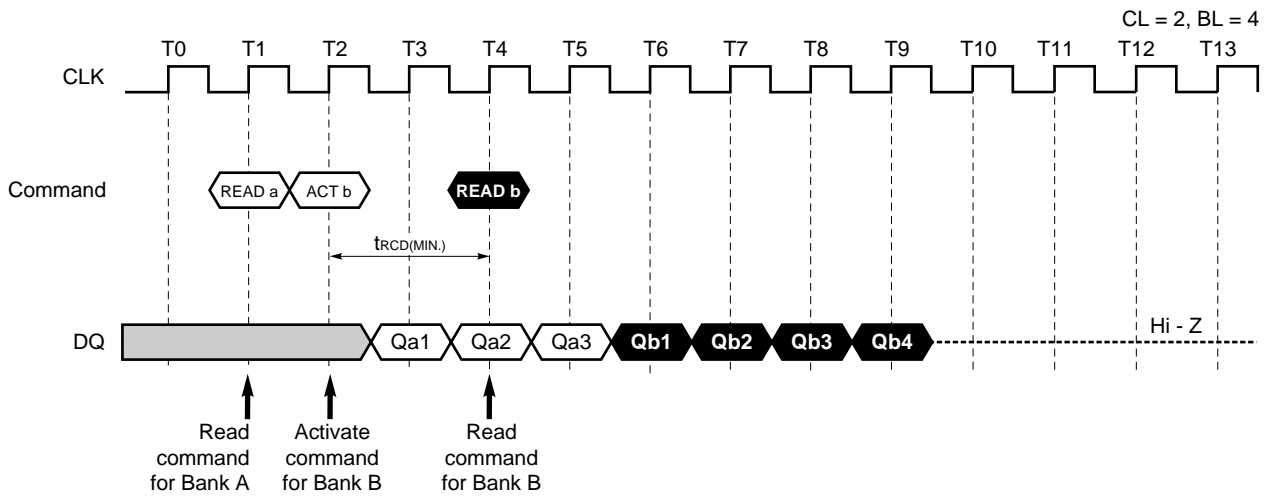 CL = 2, BL = 4
T0 T1 T2 T3 T4 T5 T6 T7 T8 T9 T10 T11 T12 T13
CLK
Command READ a ACT b READ b
tRCD(MIN.)
DQ Qa1 Qa2 Qa3 Qb1 Qb2 Qb3 Qb4 Hi - Z
Read
command
for Bank A
Activate
command
for Bank B
Read
command
for Bank B